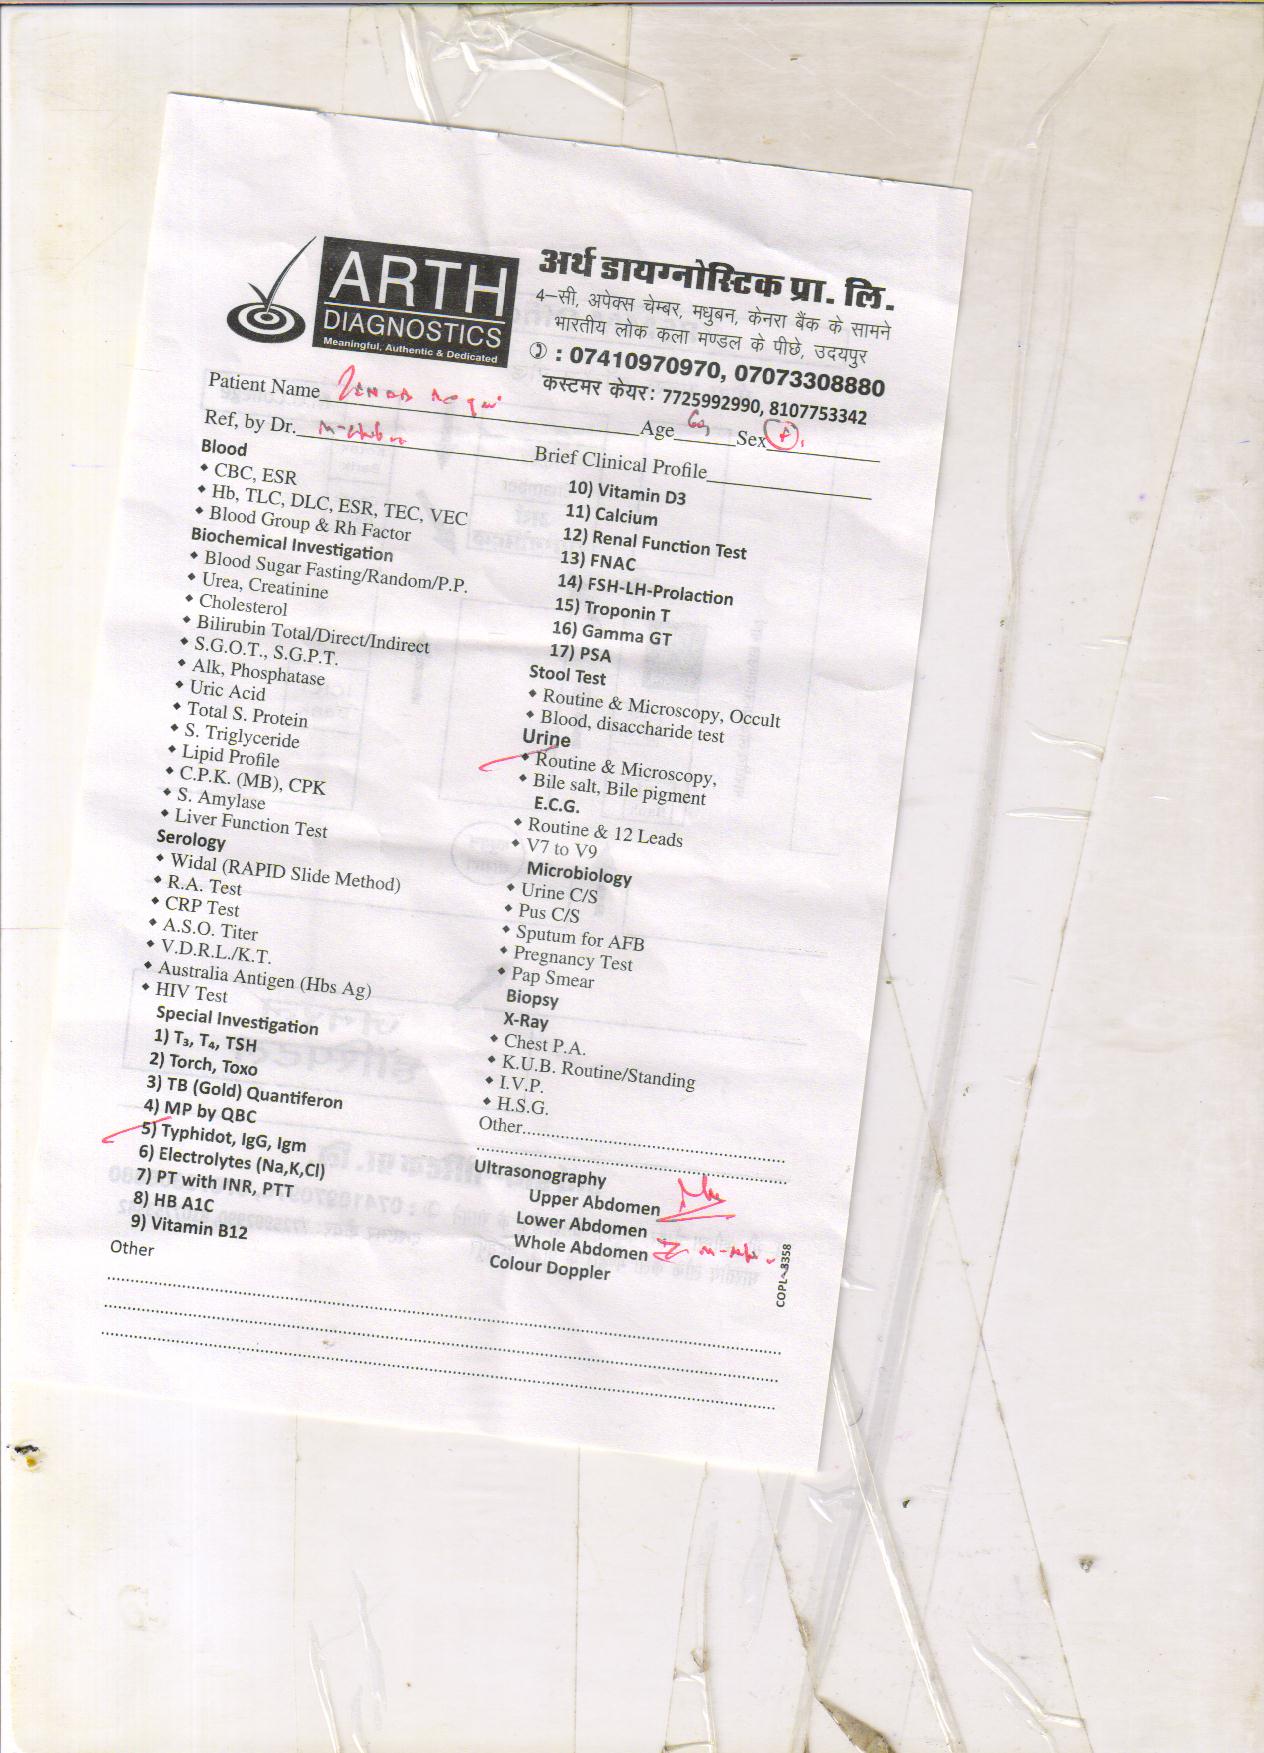 ARTH
DIAGNOSTICS
Meaningful, Authentic & Dedicated
अर्थ डायग्नोस्टिक प्रा. लि.
4–सी, अपेक्स चेम्बर, मधुबन, केनरा बैंक के सामने
भारतीय लोक कला मण्डल के पीछे, उदयपुर
: 07410970970, 07073308880
कस्टमर केयर: 7725992990, 8107753342
Patient Name
Age Sex
Ref, by Dr.
Brief Clinical Profile
Blood
CBC, ESR
Hb, TLC, DLC, ESR, TEC, VEC
Blood Group & Rh Factor
Biochemical Investigation
Blood Sugar Fasting/Random/P.P.
Urea, Creatinine
Cholesterol
Bilirubin Total/Direct/Indirect
S.G.O.T., S.G.P.T.
Alk, Phosphatase
Uric Acid
Total S. Protein
S. Triglyceride
Lipid Profile
C.P.K. (MB), CPK
S. Amylase
Liver Function Test
Serology
Widal (RAPID Slide Method)
R.A. Test
CRP Test
A.S.O. Titer
V.D.R.L./K.T.
Australia Antigen (Hbs Ag)
HIV Test
Special Investigation
1) T₃, T₄, TSH
2) Torch, Toxo
3) TB (Gold) Quantiferon
4) MP by QBC
5) Typhidot, IgG, Igm
6) Electrolytes (Na,K,Cl)
7) PT with INR, PTT
8) HB A1C
9) Vitamin B12
Other
10) Vitamin D3
11) Calcium
12) Renal Function Test
13) FNAC
14) FSH-LH-Prolaction
15) Troponin T
16) Gamma GT
17) PSA
Stool Test
Routine & Microscopy, Occult
Blood, disaccharide test
Urine
Routine & Microscopy,
Bile salt, Bile pigment
E.C.G.
Routine & 12 Leads
V7 to V9
Microbiology
Urine C/S
Pus C/S
Sputum for AFB
Pregnancy Test
Pap Smear
Biopsy
X-Ray
Chest P.A.
K.U.B. Routine/Standing
I.V.P.
H.S.G.
Other
Ultrasonography
Upper Abdomen
Lower Abdomen
Whole Abdomen
Colour Doppler
COPL-3358